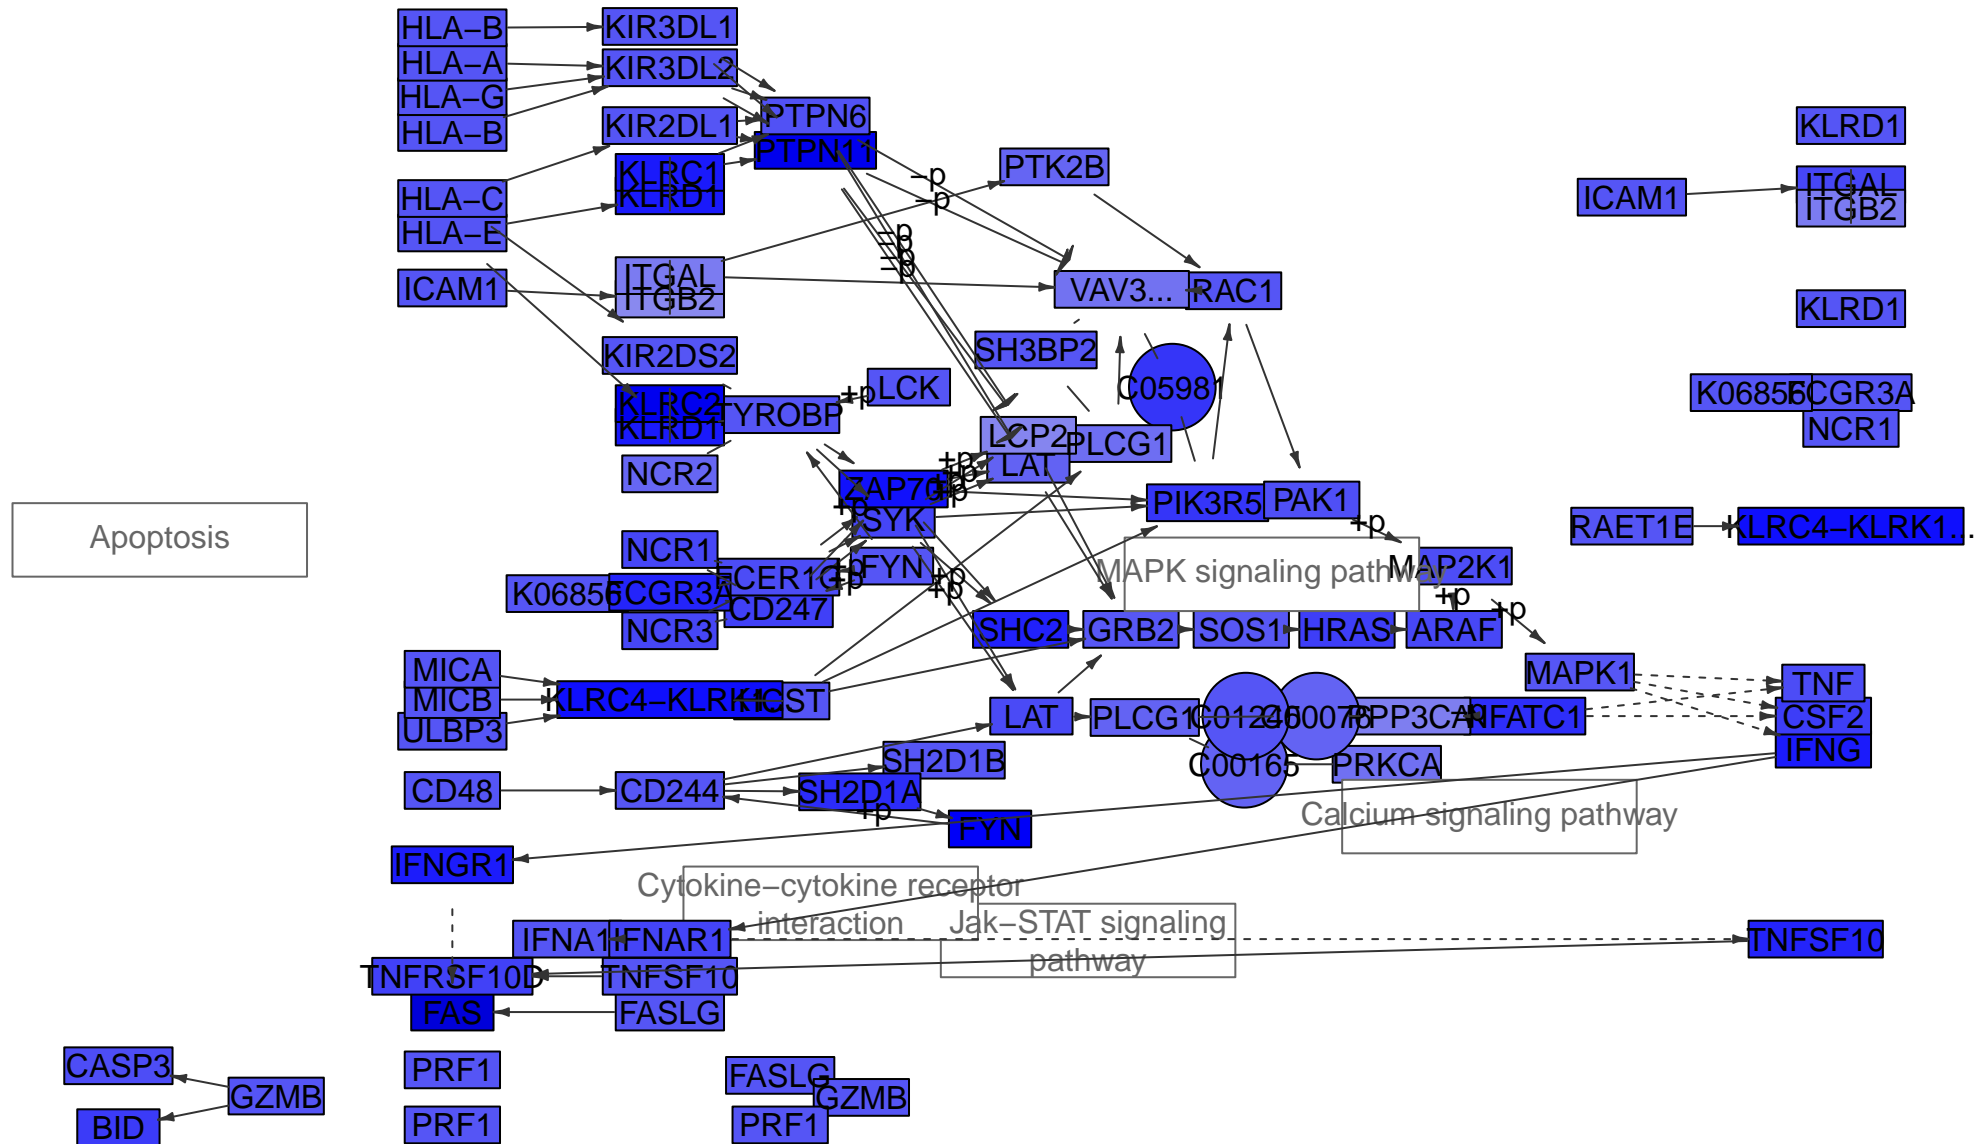 HLA−B
KIR3DL1
HLA−A
KIR3DL2
HLA−G
HLA−B
KIR2DL1
PTPN6
PTPN11
KLRC1
KLRD1
HLA−C
HLA−E
PTK2B
−p
−p
KLRD1
ICAM1
ITGAL
ITGB2
−p
−p
−p
−p
ICAM1
ITGAL
ITGB2
VAV3...
RAC1
KLRD1
KIR2DS2
SH3BP2
C05981
LCK
+p
KLRC2
KLRD1
TYROBP
K06856
FCGR3A
NCR1
LCP2
LAT
PLCG1
NCR2
+p
+p
+p
+p
ZAP70
SYK
+p
PIK3R5
PAK1
+p
RAET1E
KLRC4−KLRK1...
Apoptosis
NCR1
FCER1G
FYN
+p
+p
+p
+p
K06856
FCGR3A
CD247
NCR3
MAPK signaling pathway
MAP2K1
+p
+p
SHC2
GRB2
SOS1
HRAS
ARAF
MICA
MICB
ULBP3
KLRC4−KLRK1
HCST
LAT
PLCG1
C01245
C00076
C00165
PPP3CA
−p
NFATC1
PRKCA
MAPK1
TNF
CSF2
IFNG
CD48
CD244
SH2D1B
SH2D1A
+p
FYN
Calcium signaling pathway
IFNGR1
Cytokine−cytokine receptor
interaction
Jak−STAT signaling
pathway
IFNA1
IFNAR1
TNFSF10
TNFRSF10D
TNFSF10
FAS
FASLG
CASP3
GZMB
BID
PRF1
PRF1
FASLG
GZMB
PRF1